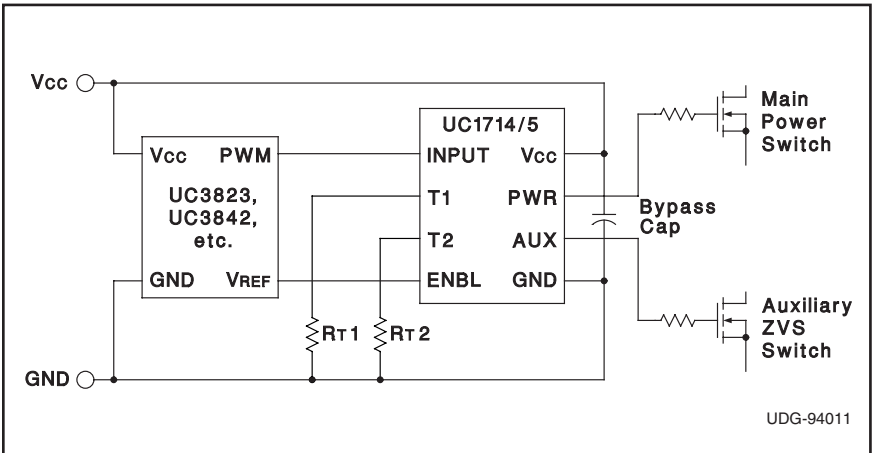 Vcc
UC1714/5
Main
Power
Switch
Vcc PWM
INPUT Vcc
UC3823,
UC3842,
etc.
T1 PWR
Bypass
Cap
T2 AUX
GND VREF
ENBL GND
Auxiliary
ZVS
Switch
RT1 RT2
GND
UDG-94011